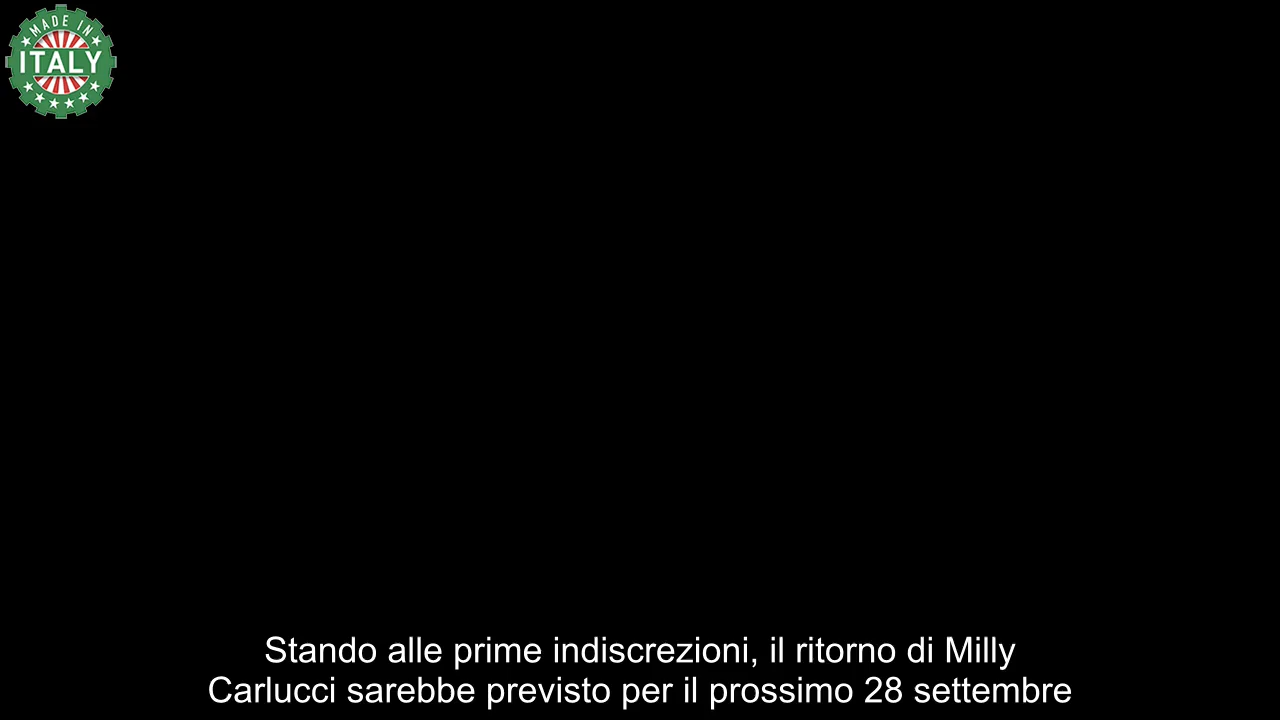 MADE IN
ITALY
Stando alle prime indiscrezioni, il ritorno di Milly
Carlucci sarebbe previsto per il prossimo 28 settembre